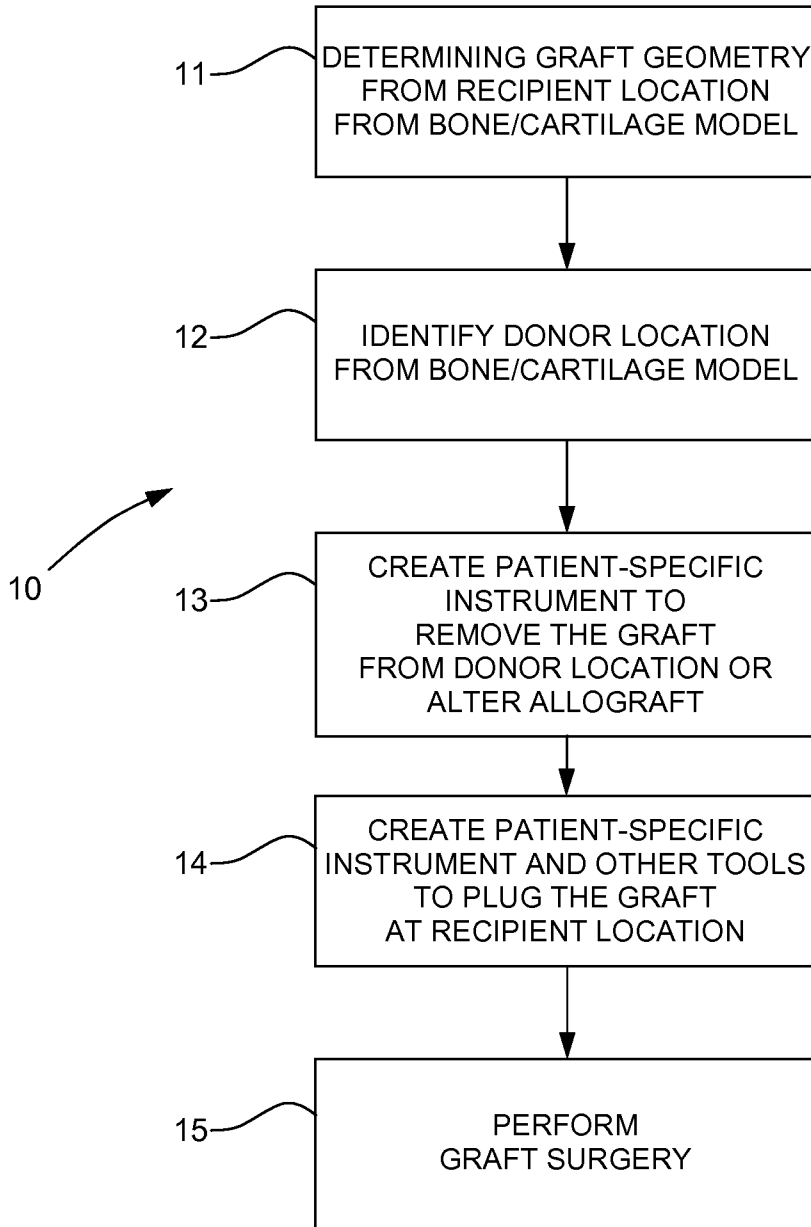 11
DETERMINING GRAFT GEOMETRY
FROM RECIPIENT LOCATION
FROM BONE/CARTILAGE MODEL
12
IDENTIFY DONOR LOCATION
FROM BONE/CARTILAGE MODEL
10
13
CREATE PATIENT-SPECIFIC
INSTRUMENT TO
REMOVE THE GRAFT
FROM DONOR LOCATION OR
ALTER ALLOGRAFT
14
CREATE PATIENT-SPECIFIC
INSTRUMENT AND OTHER TOOLS
TO PLUG THE GRAFT
AT RECIPIENT LOCATION
15
PERFORM
GRAFT SURGERY